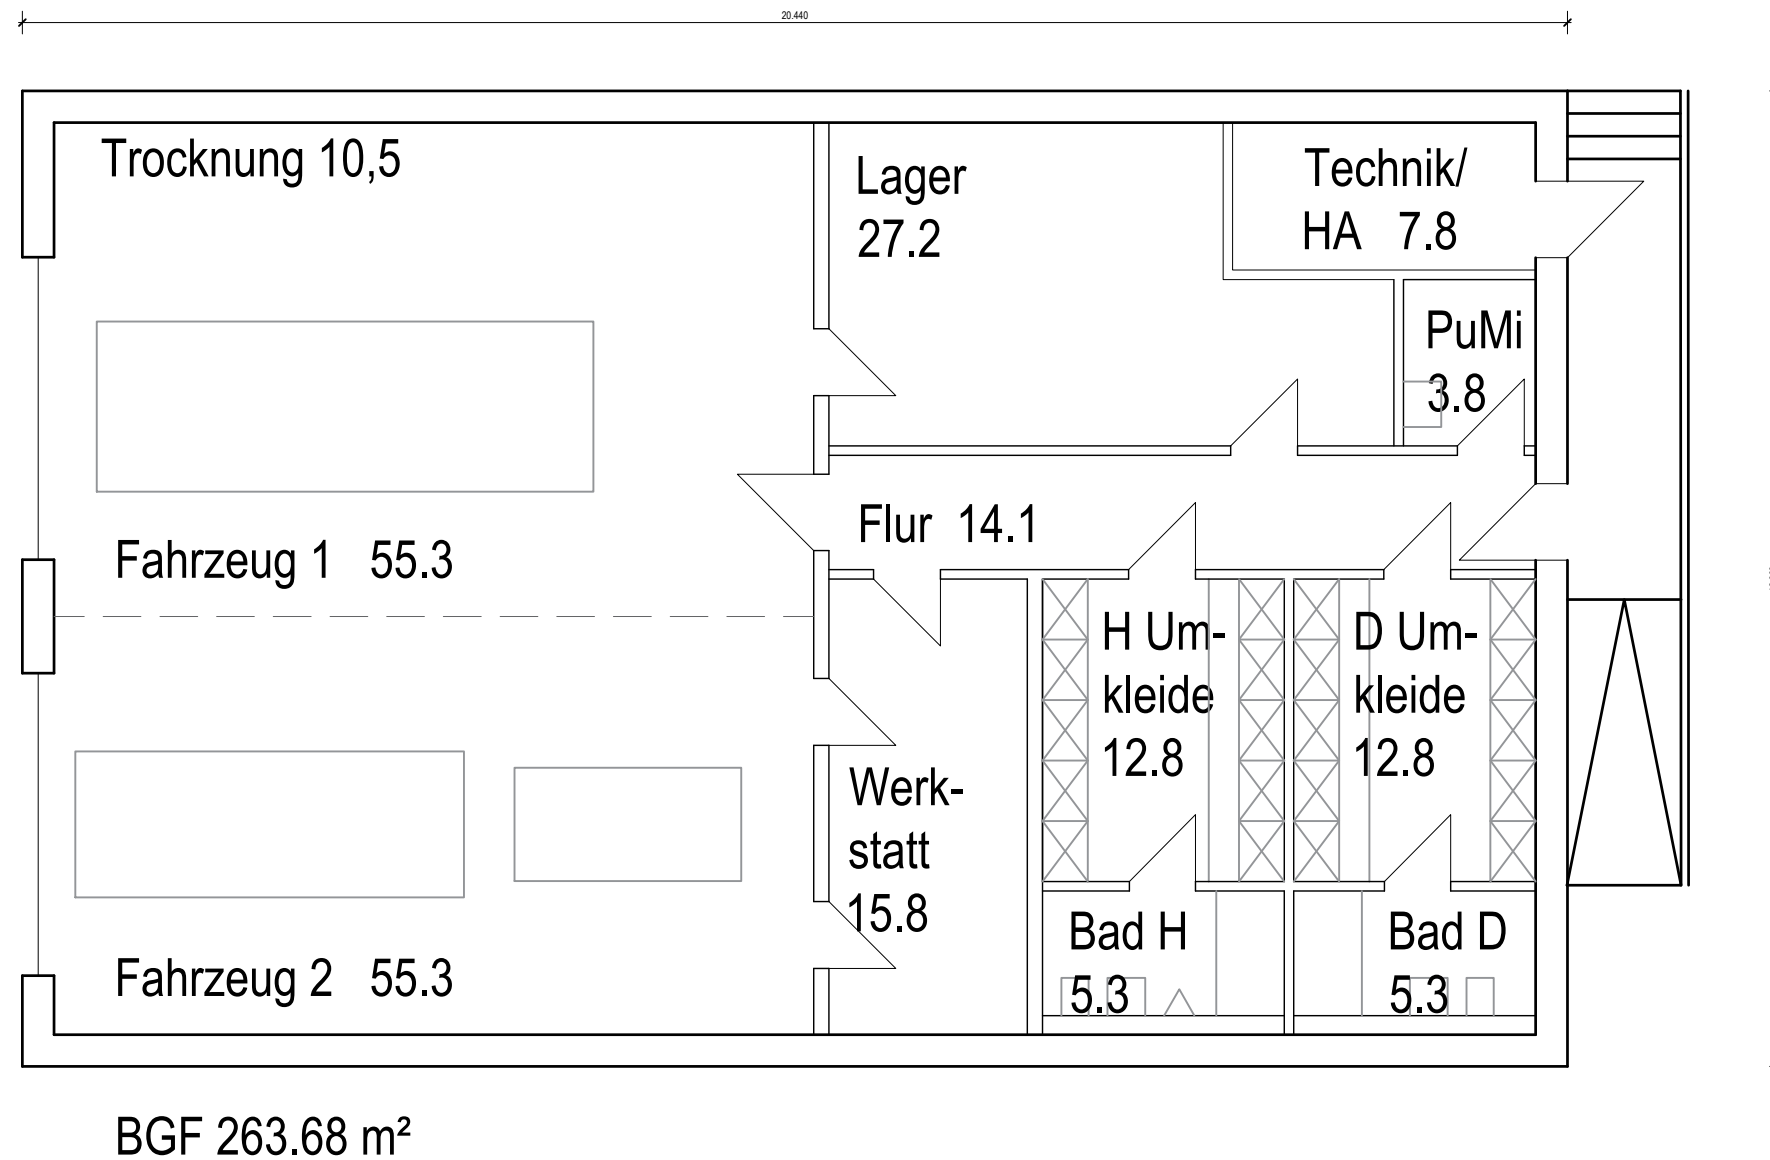 20.440
Trocknung 10,5
Lager
27.2
Technik/
HA 7.8
PuMi
3.8
Flur 14.1
Fahrzeug 1 55.3
H Um-
kleide
12.8
D Um-
kleide
12.8
Werk-
statt
15.8
Bad H
5.3
Bad D
5.3
Fahrzeug 2 55.3
BGF 263.68 m²